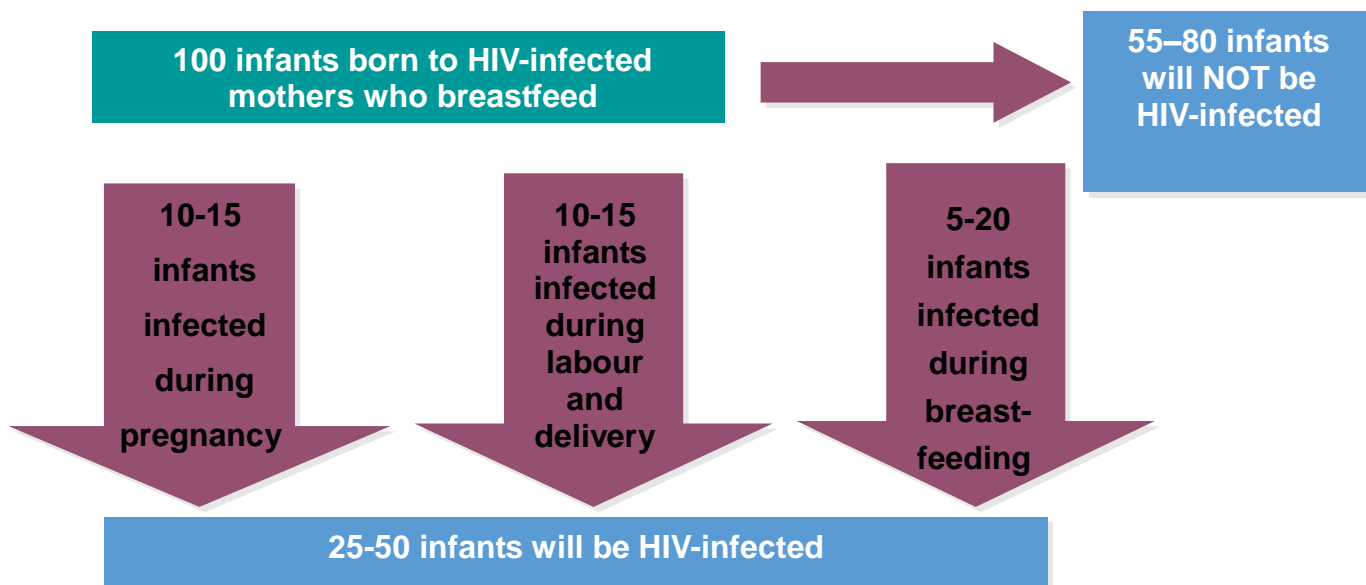 100 infants born to HIV-infected
mothers who breastfeed
55–80 infants
will NOT be
HIV-infected
10-15
infants
infected
during
pregnancy
10-15
infants
infected
during
labour
and
delivery
5-20
infants
infected
during
breast-
feeding
25-50 infants will be HIV-infected